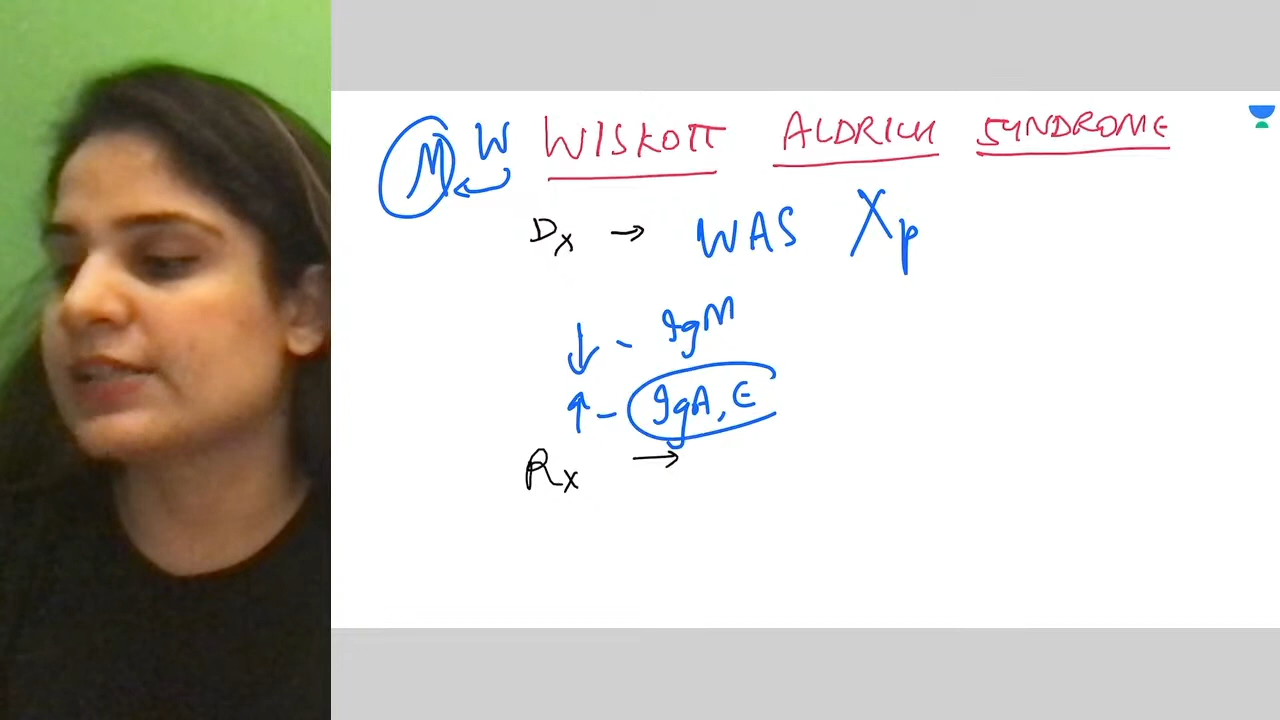 M W WISKOTT ALDRICH SYNDROME
Dx → WAS Xp
↓ - IgM
↑ - IgA, E
Rx →